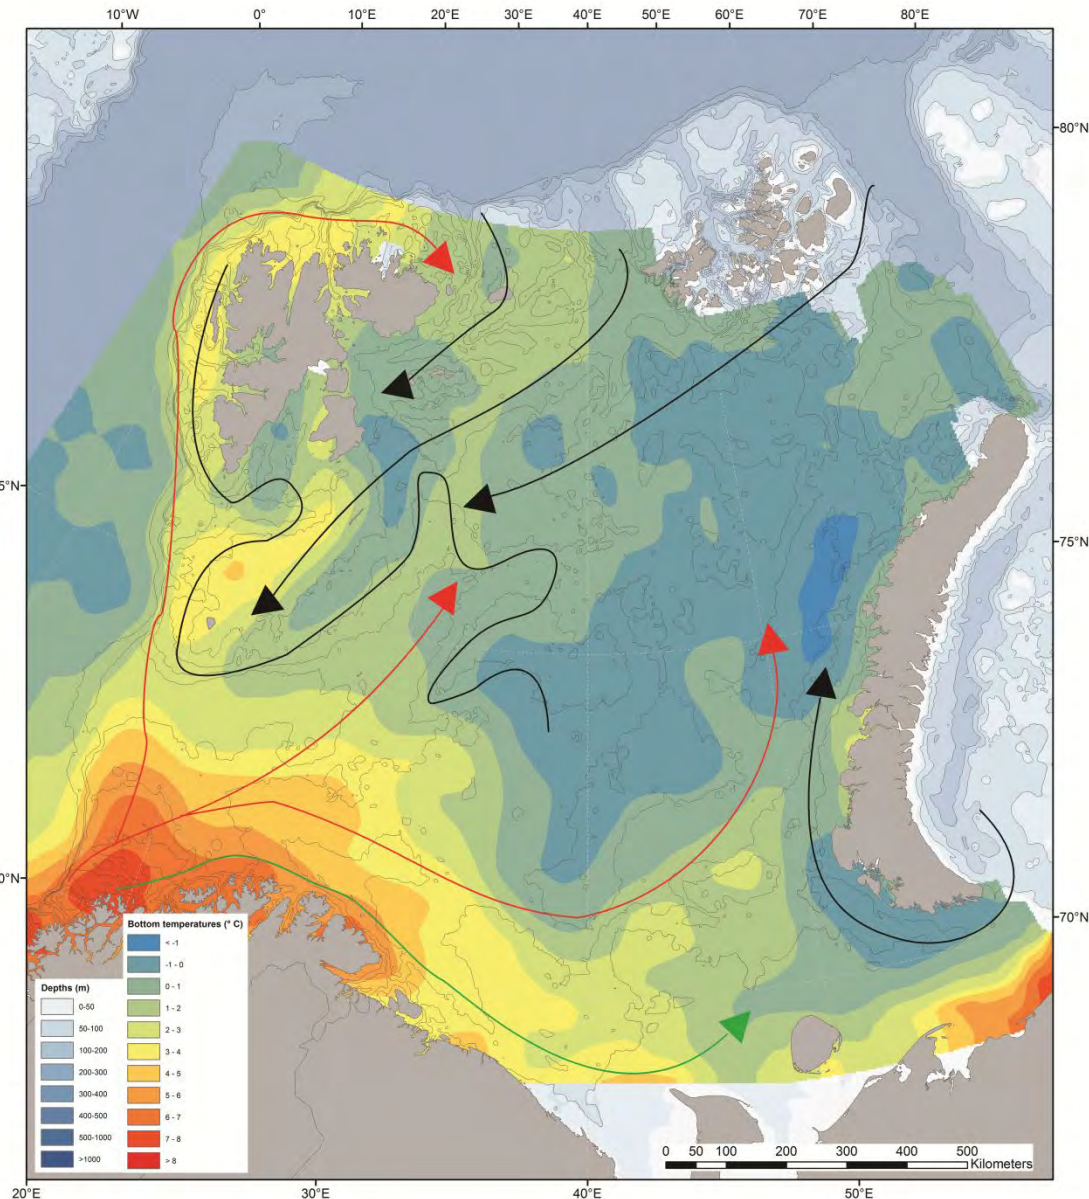 10°W 0° 10°E 20°E 30°E 40°E 50°E 60°E 70°E 80°E
80°N
5°N
75°N
0°N
70°N
Bottom temperatures (° C)
< -1
-1 - 0
0 - 1
1 - 2
2 - 3
3 - 4
4 - 5
5 - 6
6 - 7
7 - 8
> 8
Depths (m)
0-50
50-100
100-200
200-300
300-400
400-500
500-1000
>1000
0 50 100 200 300 400 500
Kilometers
20°E 30°E 40°E 50°E